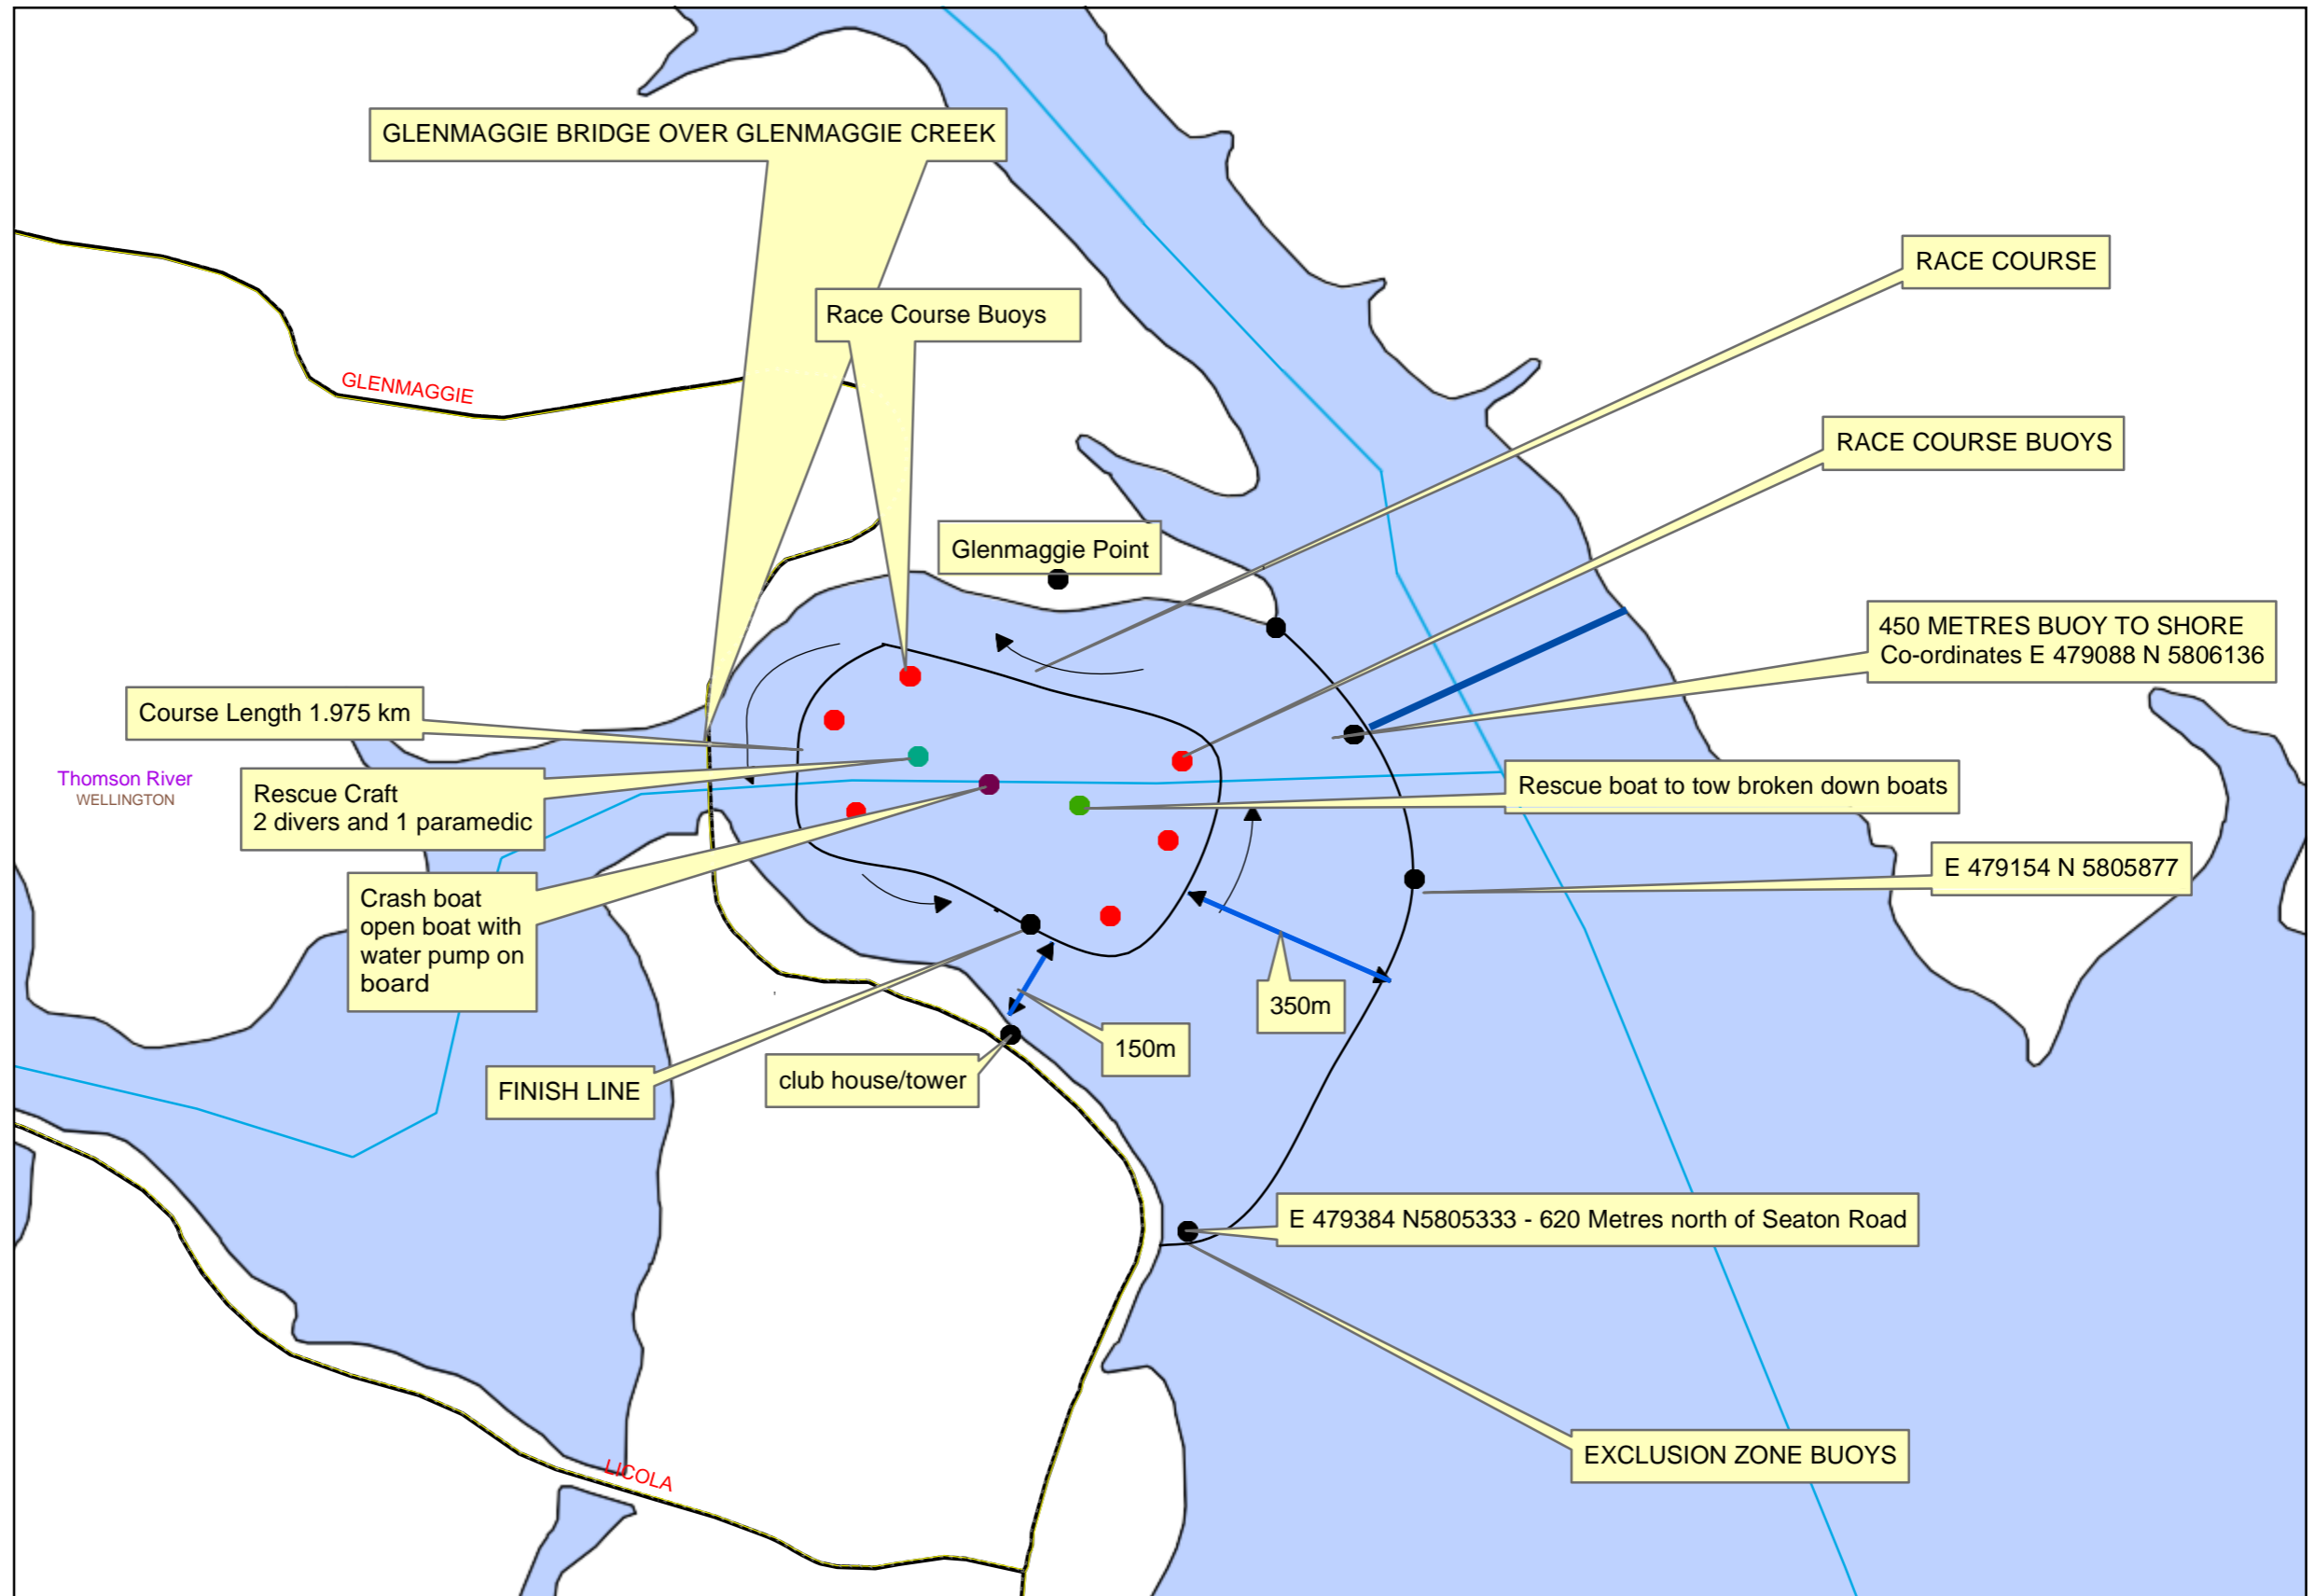 GLENMAGGIE BRIDGE OVER GLENMAGGIE CREEK
RACE COURSE
Race Course Buoys
GLENMAGGIE
RACE COURSE BUOYS
Glenmaggie Point
450 METRES BUOY TO SHORE
Co-ordinates E 479088 N 5806136
Course Length 1.975 km
Thomson River
WELLINGTON
Rescue Craft
2 divers and 1 paramedic
Rescue boat to tow broken down boats
E 479154 N 5805877
Crash boat
open boat with
water pump on
board
350m
150m
club house/tower
FINISH LINE
E 479384 N5805333 - 620 Metres north of Seaton Road
EXCLUSION ZONE BUOYS
LICOLA